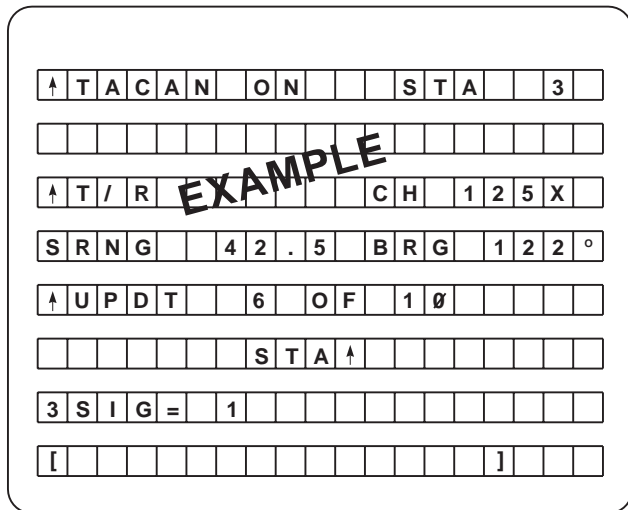 ↑TACAN ON STA 3
EXAMPLE
↑T/R CH 125X
SRNG 42.5 BRG 122°
↑UPDT 6 OF 1Ø
STA↑
3SIG= 1
[ ]